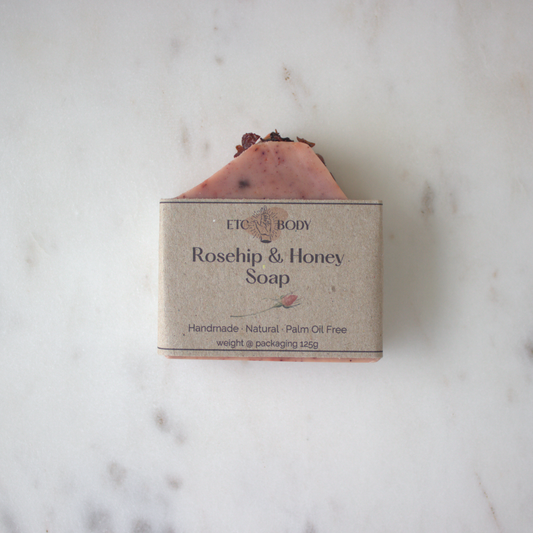 ETC BODY
Rosehip & Honey
Soap
Handmade · Natural · Palm Oil Free
weight @ packaging 125g